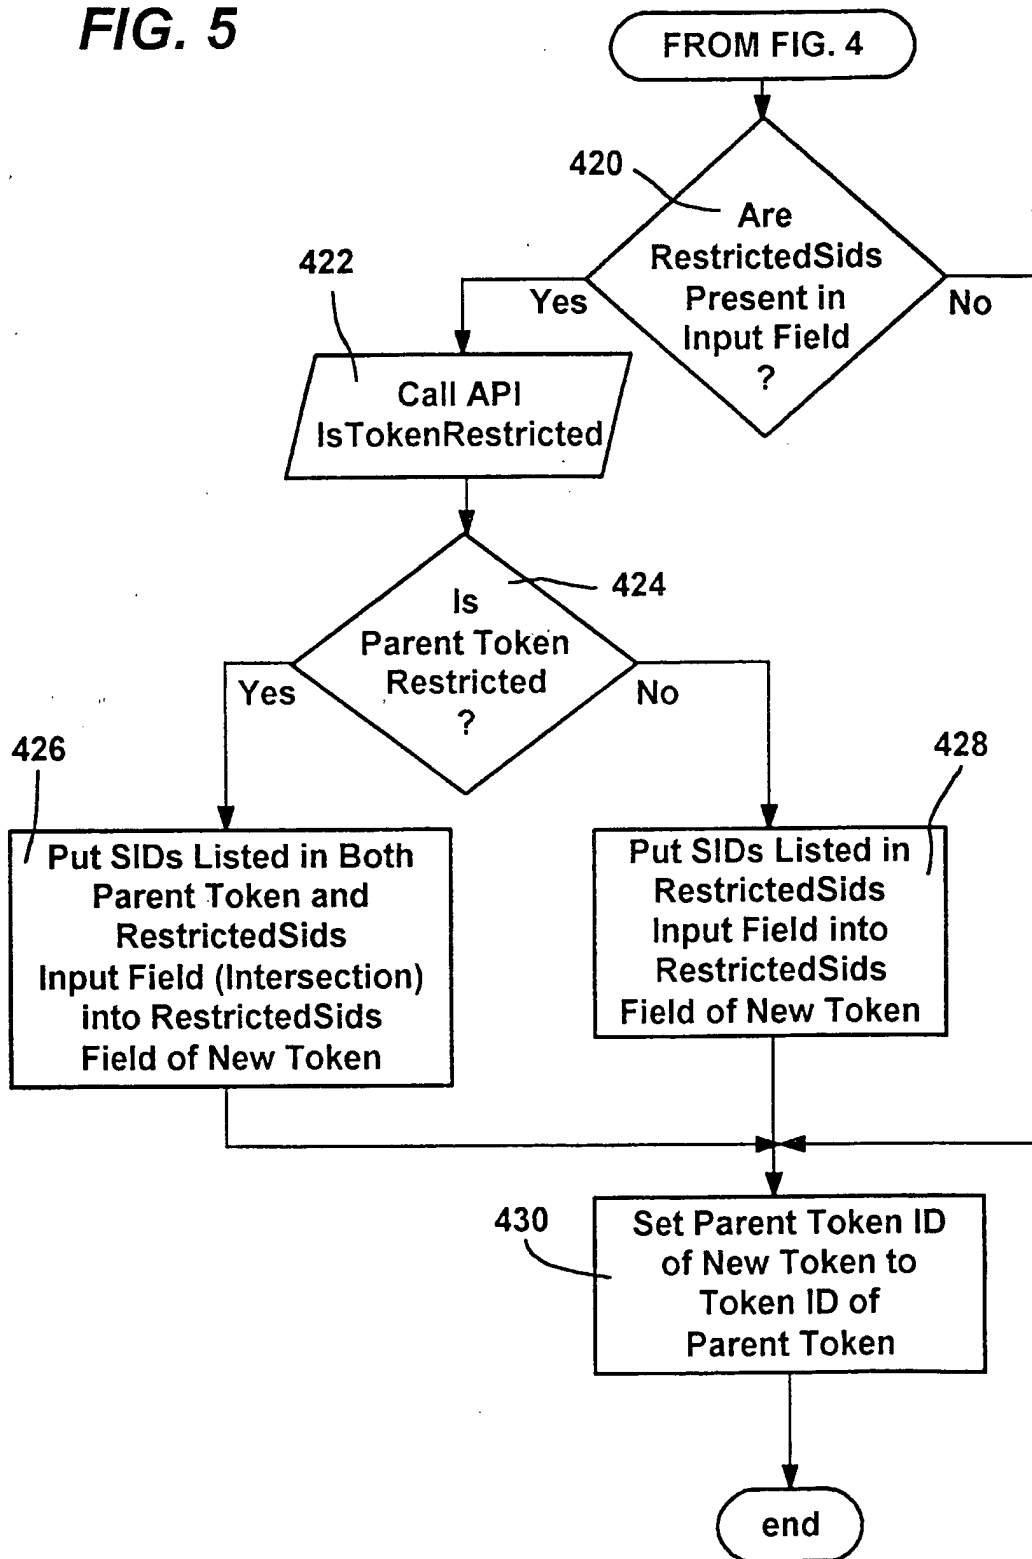 FIG. 5
FROM FIG. 4
420
Are
RestrictedSids
Present in
Input Field
?
Yes
No
422
Call API
IsTokenRestricted
424
Is
Parent Token
Restricted
?
Yes
No
426
Put SIDs Listed in Both
Parent Token and
RestrictedSids
Input Field (Intersection)
into RestrictedSids
Field of New Token
428
Put SIDs Listed in
RestrictedSids
Input Field into
RestrictedSids
Field of New Token
430
Set Parent Token ID
of New Token to
Token ID of
Parent Token
end